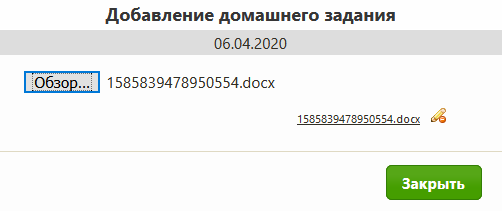 Добавление домашнего задания
06.04.2020
Обзор... 1585839478950554.docx
1585839478950554.docx
Закрыть